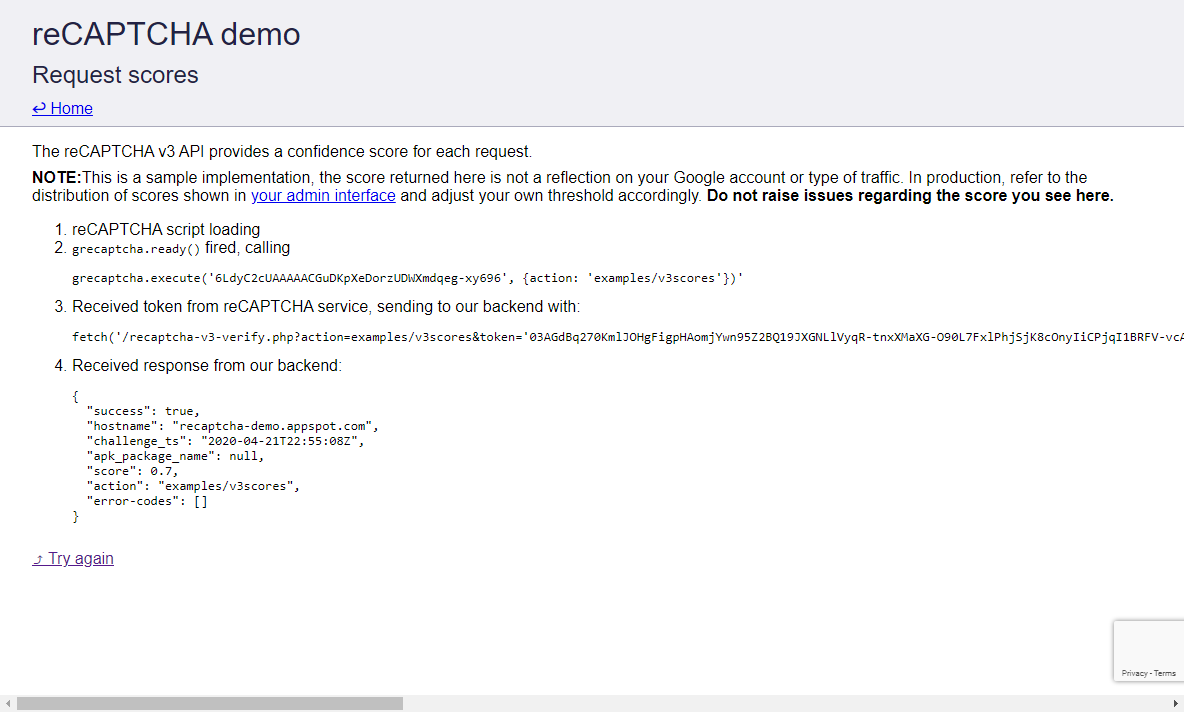 reCAPTCHA demo
Request scores
↩ Home
The reCAPTCHA v3 API provides a confidence score for each request.
NOTE:This is a sample implementation, the score returned here is not a reflection on your Google account or type of traffic. In production, refer to the
distribution of scores shown in your admin interface and adjust your own threshold accordingly. Do not raise issues regarding the score you see here.
1. reCAPTCHA script loading
2. grecaptcha.ready() fired, calling
grecaptcha.execute('6LdyC2cUAAAAACGuDKpXeDorzUDWXmdqeg-xy696', {action: 'examples/v3scores'})'
3. Received token from reCAPTCHA service, sending to our backend with:
fetch('/recaptcha-v3-verify.php?action=examples/v3scores&token='03AGdBq270KmlJOHgFigpHAomjYwn95Z2BQ19JXGNLlVyqR-tnxXMaXG-O90L7FxlPhjSjK8cOnyIiCPjqI1BRFV-vcA
4. Received response from our backend:
{
"success": true,
"hostname": "recaptcha-demo.appspot.com",
"challenge_ts": "2020-04-21T22:55:08Z",
"apk_package_name": null,
"score": 0.7,
"action": "examples/v3scores",
"error-codes": []
}
⤴ Try again
Privacy - Terms